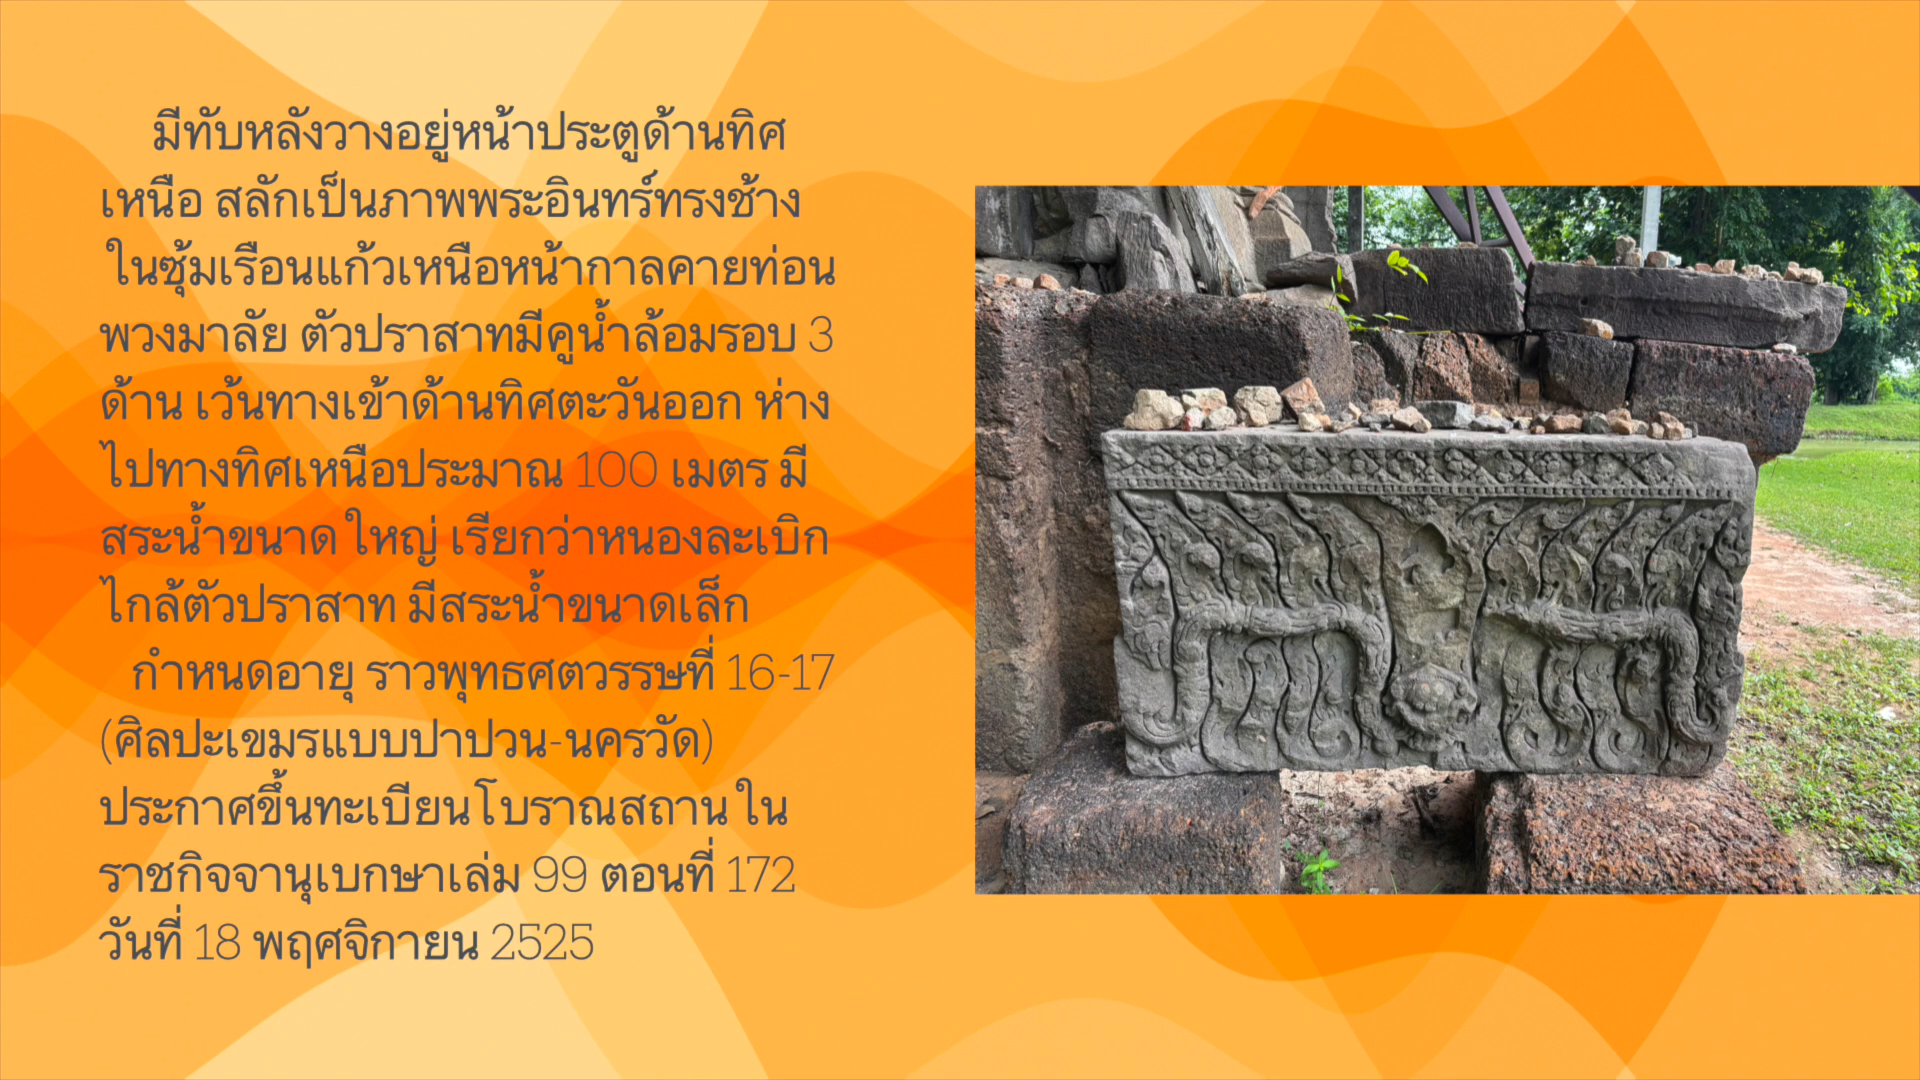 มีทับหลังวางอยู่หน้าประตูด้านทิศ
เหนือ สลักเป็นภาพพระอินทร์ทรงช้าง
ในซุ้มเรือนแก้วเหนือหน้ากาลคายท่อน
พวงมาลัย ตัวปราสาทมีคูน้ำล้อมรอบ 3
ด้าน เว้นทางเข้าด้านทิศตะวันออก ห่าง
ไปทางทิศเหนือประมาณ 100 เมตร มี
สระน้ำขนาดใหญ่ เรียกว่าหนองละเบิก
ไกล้ตัวปราสาท มีสระน้ำขนาดเล็ก
กำหนดอายุ ราวพุทธศตวรรษที่ 16-17
(ศิลปะเขมรแบบปาปวน-นครวัด)
ประกาศขึ้นทะเบียนโบราณสถาน ใน
ราชกิจจานุเบกษาเล่ม 99 ตอนที่ 172
วันที่ 18 พฤศจิกายน 2525